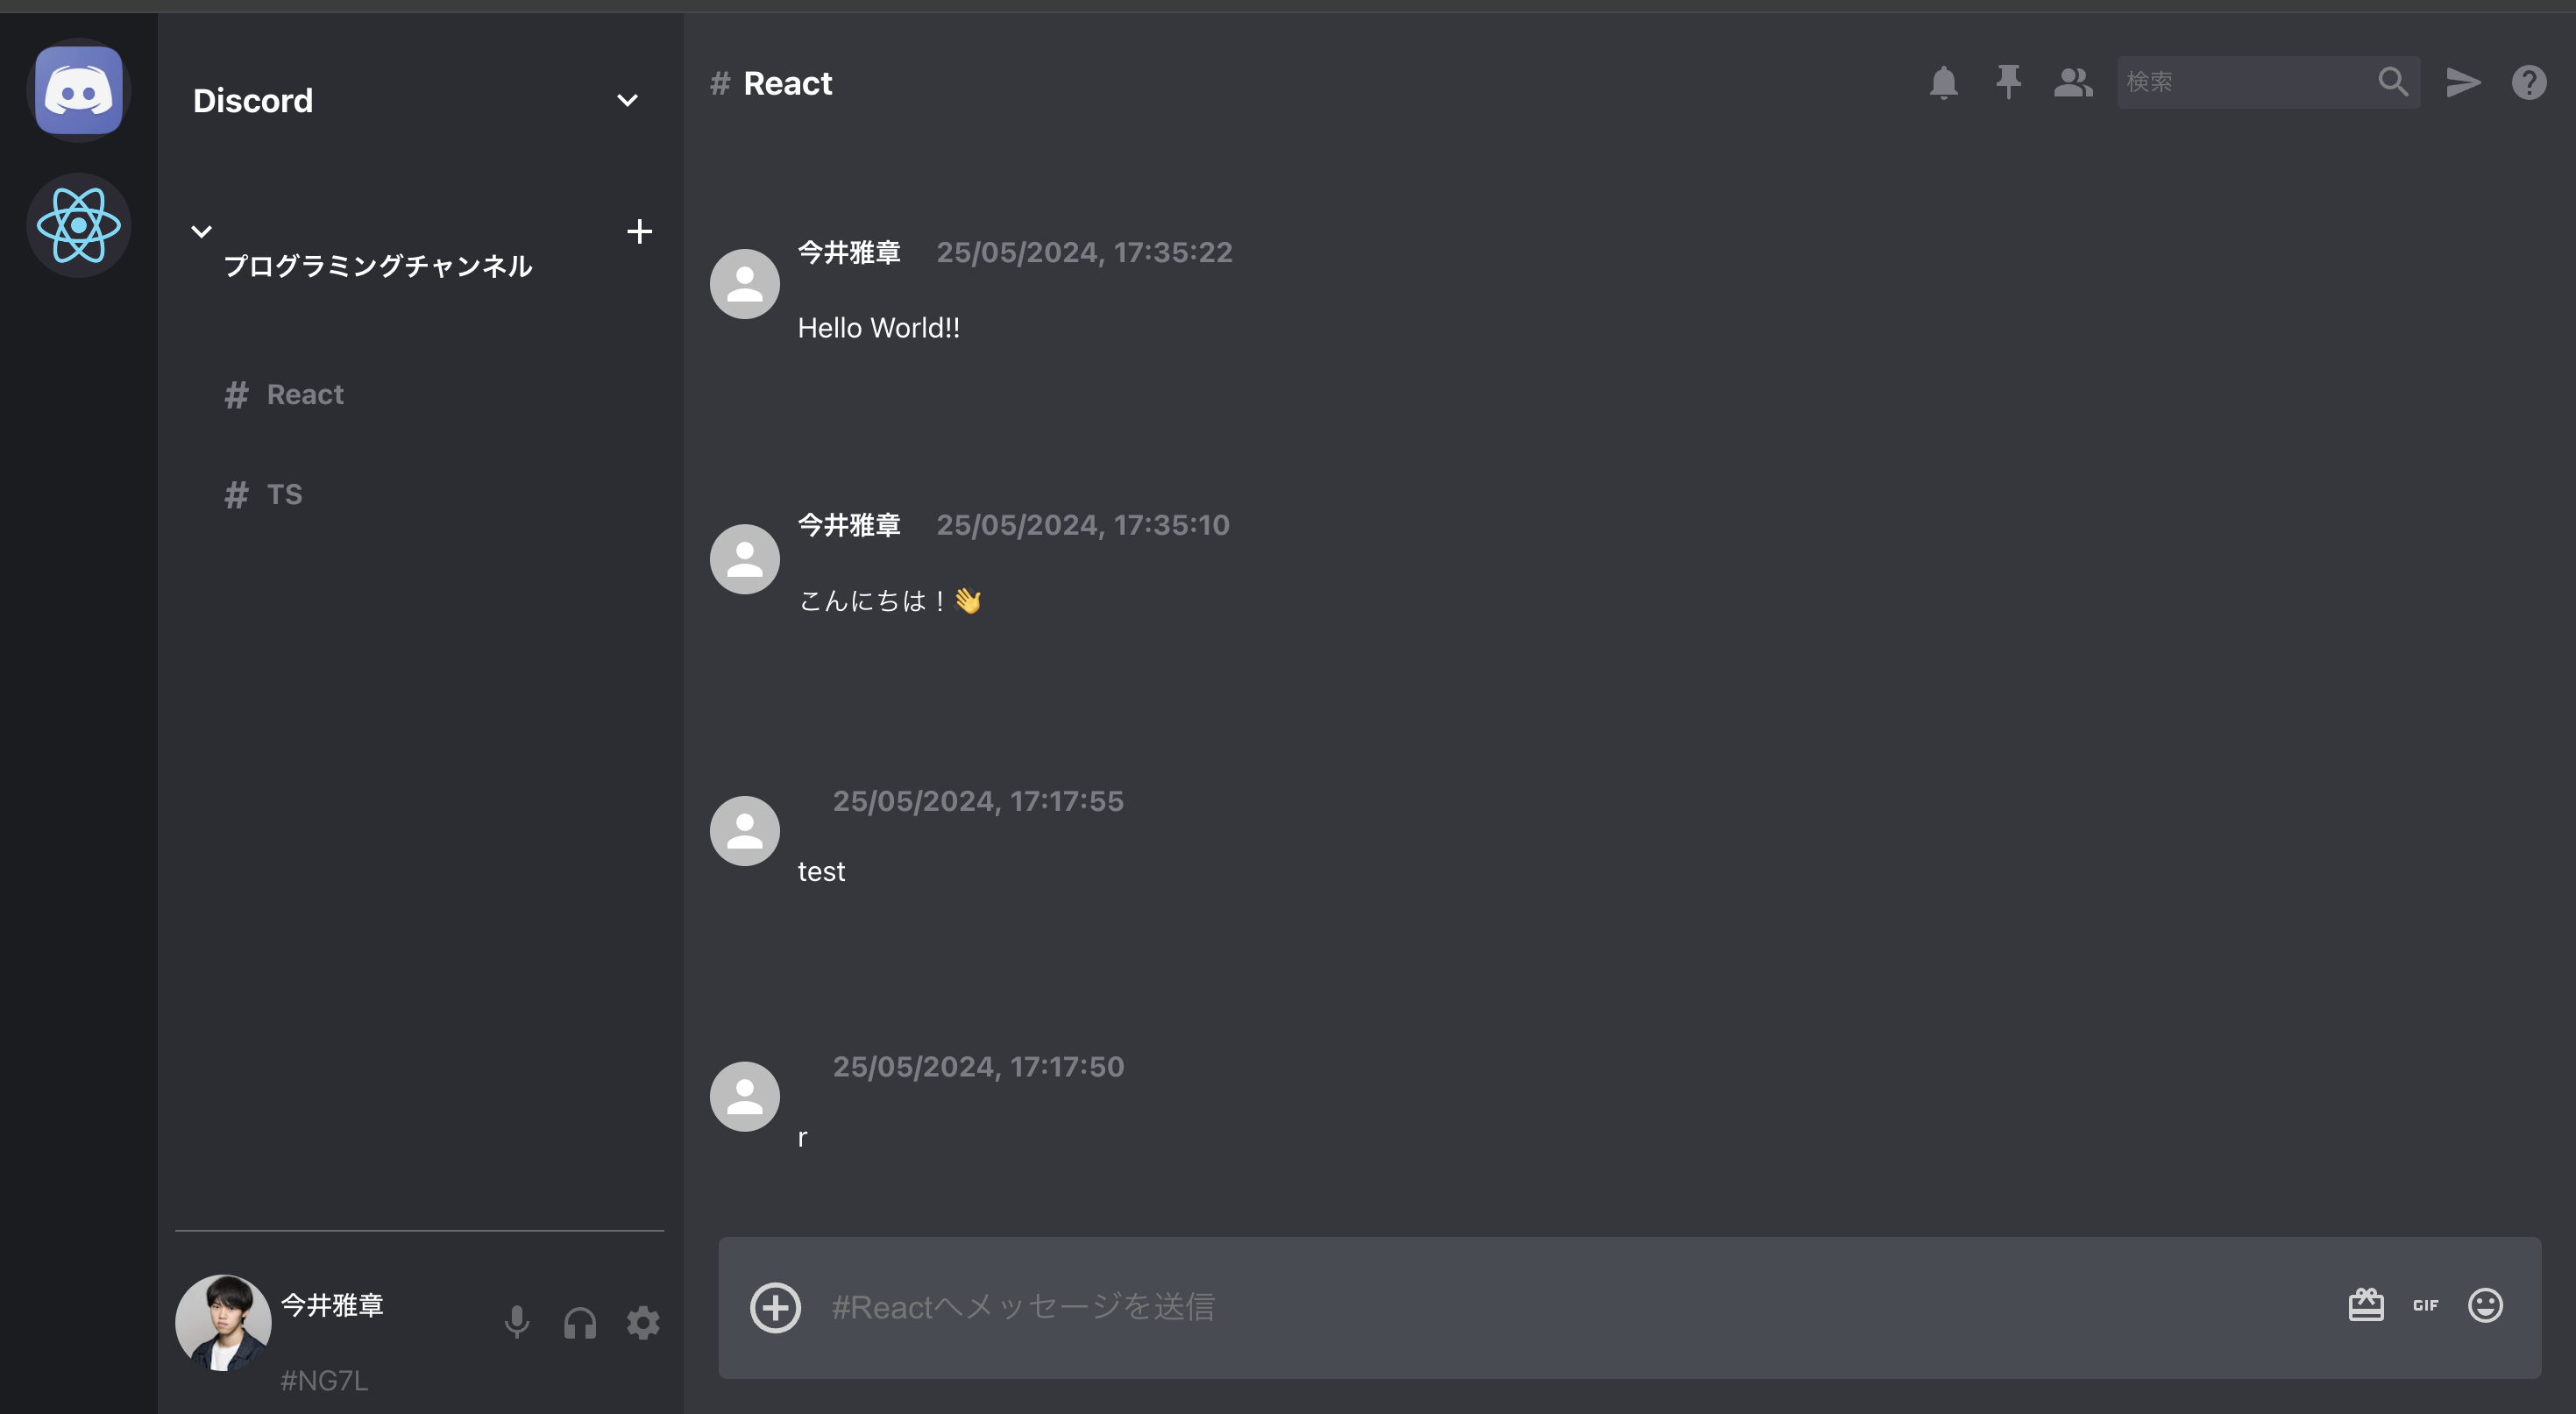 Discord
プログラミングチャンネル
# React
# TS
今井雅章
#NG7L
# React
検索
今井雅章 25/05/2024, 17:35:22
Hello World!!
今井雅章 25/05/2024, 17:35:10
こんにちは！👋
25/05/2024, 17:17:55
test
25/05/2024, 17:17:50
r
#Reactへメッセージを送信
GIF